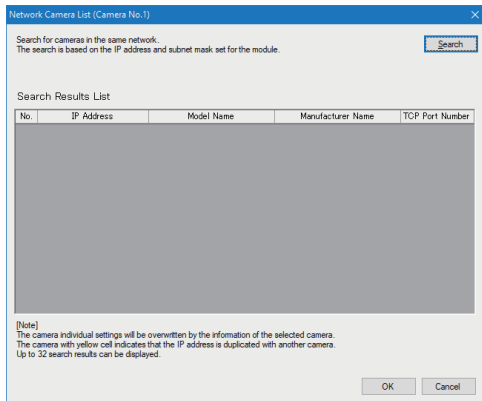 Network Camera List (Camera No.1)
Search for cameras in the same network.
The search is based on the IP address and subnet mask set for the module.
Search
Search Results List
No. IP Address Model Name Manufacturer Name TCP Port Number
[Note]
The camera individual settings will be overwritten by the information of the selected camera.
The camera with yellow cell indicates that the IP address is duplicated with another camera.
Up to 32 search results can be displayed.
OK Cancel